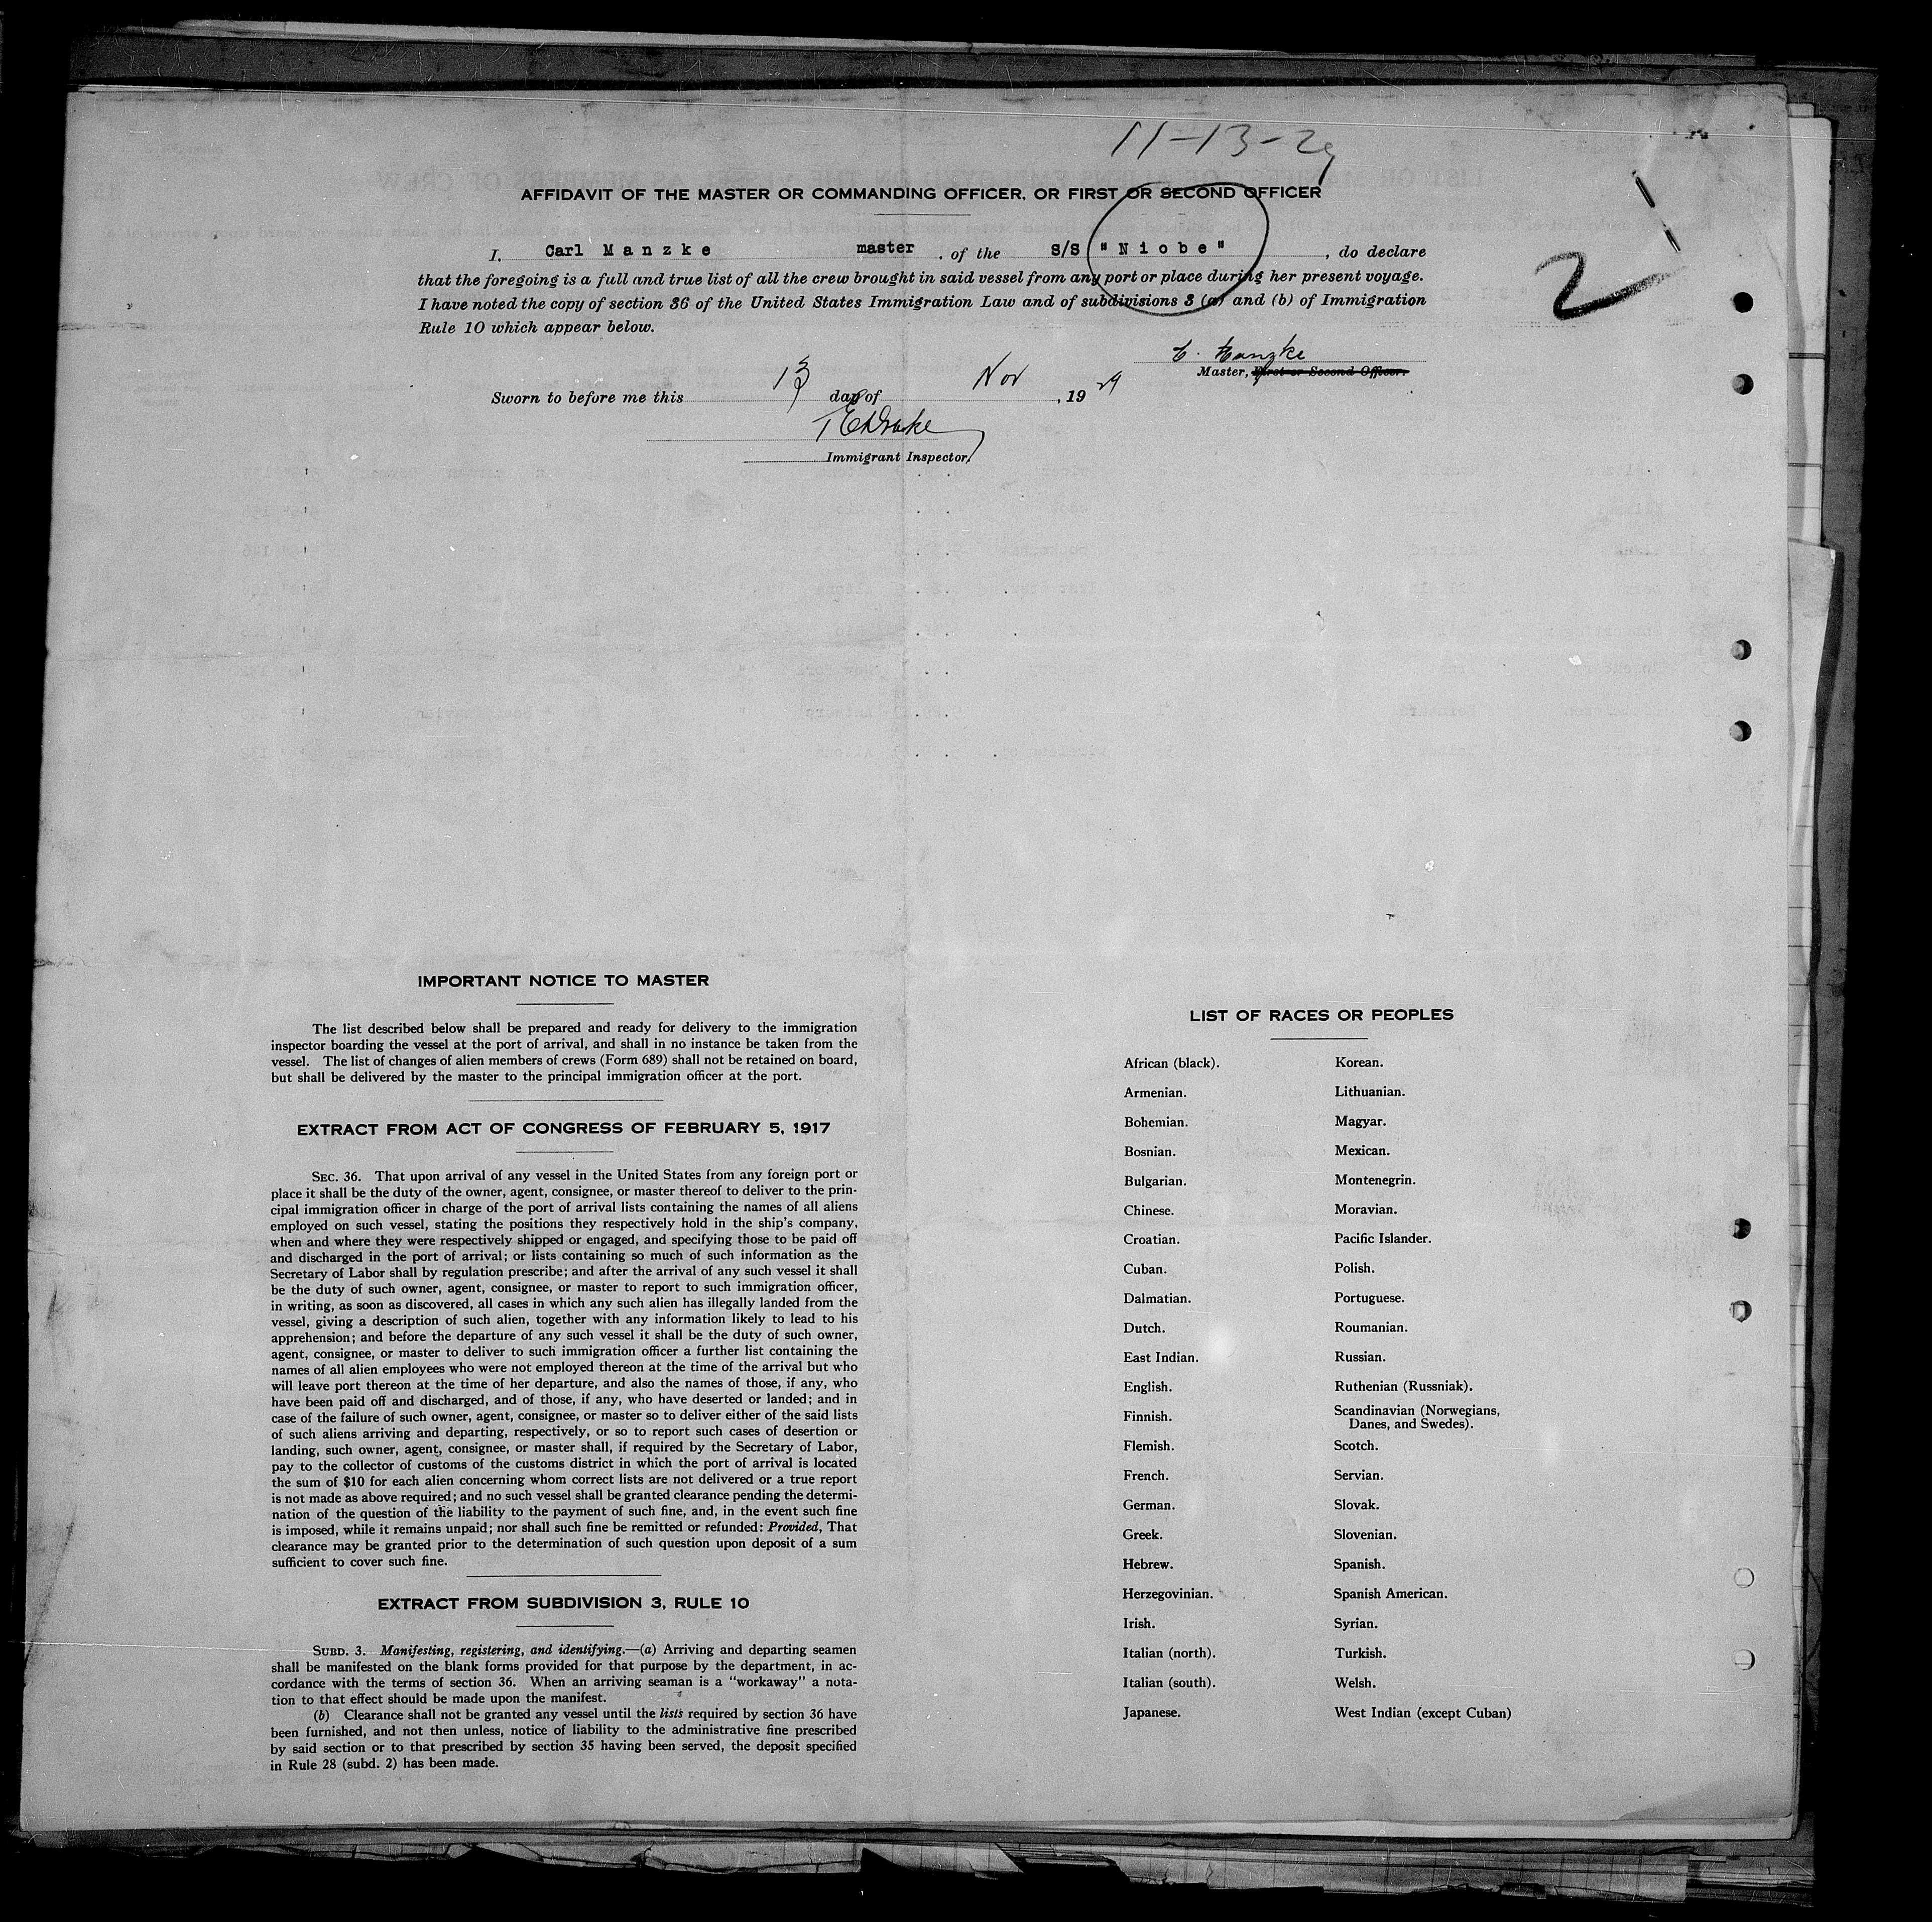 11-13-29
AFFIDAVIT OF THE MASTER OR COMMANDING OFFICER, OR FIRST OR SECOND OFFICER
I, Carl Manzke master, of the S/S "Niobe", do declare
that the foregoing is a full and true list of all the crew brought in said vessel from any port or place during her present voyage.
I have noted the copy of section 36 of the United States Immigration Law and of subdivisions 3 (a) and (b) of Immigration
Rule 10 which appear below.
2
C. Manzke
Master, First or Second Officer.
Sworn to before me this 13 day of Nov, 1929
Immigrant Inspector.
IMPORTANT NOTICE TO MASTER
The list described below shall be prepared and ready for delivery to the immigration
inspector boarding the vessel at the port of arrival, and shall in no instance be taken from the
vessel. The list of changes of alien members of crews (Form 689) shall not be retained on board,
but shall be delivered by the master to the principal immigration officer at the port.
EXTRACT FROM ACT OF CONGRESS OF FEBRUARY 5, 1917
SEC. 36. That upon arrival of any vessel in the United States from any foreign port or
place it shall be the duty of the owner, agent, consignee, or master thereof to deliver to the prin-
cipal immigration officer in charge of the port of arrival lists containing the names of all aliens
employed on such vessel, stating the positions they respectively hold in the ship's company,
when and where they were respectively shipped or engaged, and specifying those to be paid off
and discharged in the port of arrival; or lists containing so much of such information as the
Secretary of Labor shall by regulation prescribe; and after the arrival of any such vessel it shall
be the duty of such owner, agent, consignee, or master to report to such immigration officer,
in writing, as soon as discovered, all cases in which any such alien has illegally landed from the
vessel, giving a description of such alien, together with any information likely to lead to his
apprehension; and before the departure of any such vessel it shall be the duty of such owner,
agent, consignee, or master to deliver to such immigration officer a further list containing the
names of all alien employees who were not employed thereon at the time of the arrival but who
will leave port thereon at the time of her departure, and also the names of those, if any, who
have been paid off and discharged, and of those, if any, who have deserted or landed; and in
case of the failure of such owner, agent, consignee, or master so to deliver either of the said lists
of such aliens arriving and departing, respectively, or so to report such cases of desertion or
landing, such owner, agent, consignee, or master shall, if required by the Secretary of Labor,
pay to the collector of customs of the customs district in which the port of arrival is located
the sum of $10 for each alien concerning whom correct lists are not delivered or a true report
is not made as above required; and no such vessel shall be granted clearance pending the determi-
nation of the question of the liability to the payment of such fine, and, in the event such fine
is imposed, while it remains unpaid; nor shall such fine be remitted or refunded: Provided, That
clearance may be granted prior to the determination of such question upon deposit of a sum
sufficient to cover such fine.
EXTRACT FROM SUBDIVISION 3, RULE 10
SUBD. 3. Manifesting, registering, and identifying.—(a) Arriving and departing seamen
shall be manifested on the blank forms provided for that purpose by the department, in ac-
cordance with the terms of section 36. When an arriving seaman is a "workaway" a nota-
tion to that effect should be made upon the manifest.
(b) Clearance shall not be granted any vessel until the lists required by section 36 have
been furnished, and not then unless, notice of liability to the administrative fine prescribed
by said section or to that prescribed by section 35 having been served, the deposit specified
in Rule 28 (subd. 2) has been made.
LIST OF RACES OR PEOPLES
African (black).
Armenian.
Bohemian.
Bosnian.
Bulgarian.
Chinese.
Croatian.
Cuban.
Dalmatian.
Dutch.
East Indian.
English.
Finnish.
Flemish.
French.
German.
Greek.
Hebrew.
Herzegovinian.
Irish.
Italian (north).
Italian (south).
Japanese.
Korean.
Lithuanian.
Magyar.
Mexican.
Montenegrin.
Moravian.
Pacific Islander.
Polish.
Portuguese.
Roumanian.
Russian.
Ruthenian (Russniak).
Scandinavian (Norwegians,
Danes, and Swedes).
Scotch.
Servian.
Slovak.
Slovenian.
Spanish.
Spanish American.
Syrian.
Turkish.
Welsh.
West Indian (except Cuban)